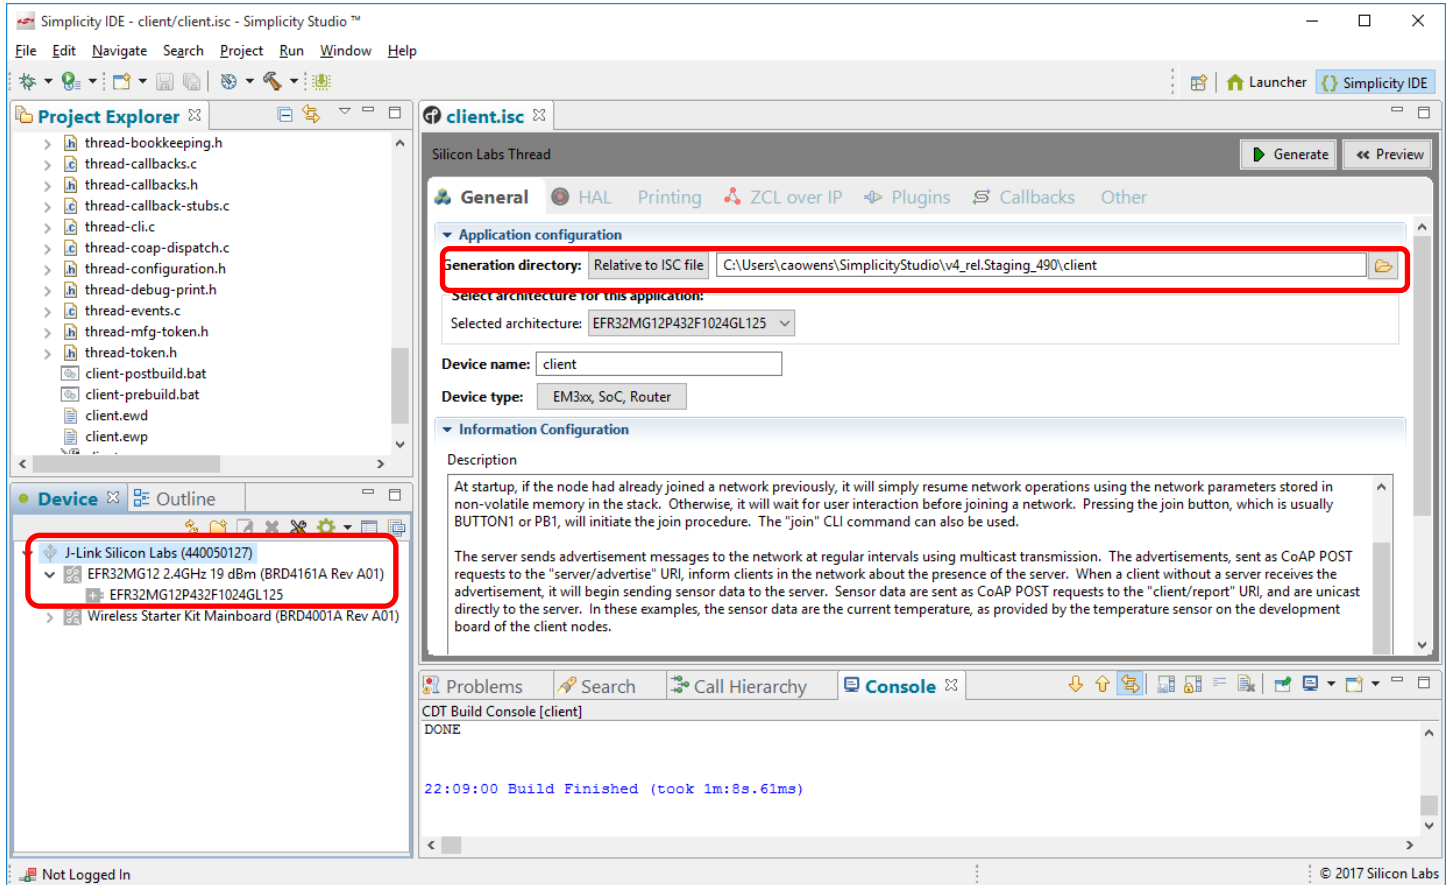 Simplicity IDE - client/client.isc - Simplicity Studio ™
File Edit Navigate Search Project Run Window Help
Launcher Simplicity IDE
Project Explorer
thread-bookkeeping.h
thread-callbacks.c
thread-callbacks.h
thread-callback-stubs.c
thread-cli.c
thread-coap-dispatch.c
thread-configuration.h
thread-debug-print.h
thread-events.c
thread-mfg-token.h
thread-token.h
client-postbuild.bat
client-prebuild.bat
client.ewd
client.ewp
Device Outline
J-Link Silicon Labs (440050127)
EFR32MG12 2.4GHz 19 dBm (BRD4161A Rev A01)
EFR32MG12P432F1024GL125
Wireless Starter Kit Mainboard (BRD4001A Rev A01)
client.isc
Silicon Labs Thread
Generate Preview
General HAL Printing ZCL over IP Plugins Callbacks Other
Application configuration
Generation directory: Relative to ISC file C:\Users\caowens\SimplicityStudio\v4_rel.Staging_490\client
Select architecture for this application:
Selected architecture: EFR32MG12P432F1024GL125
Device name: client
Device type: EM3xx, SoC, Router
Information Configuration
Description
At startup, if the node had already joined a network previously, it will simply resume network operations using the network parameters stored in
non-volatile memory in the stack. Otherwise, it will wait for user interaction before joining a network. Pressing the join button, which is usually
BUTTON1 or PB1, will initiate the join procedure. The "join" CLI command can also be used.
The server sends advertisement messages to the network at regular intervals using multicast transmission. The advertisements, sent as CoAP POST
requests to the "server/advertise" URI, inform clients in the network about the presence of the server. When a client without a server receives the
advertisement, it will begin sending sensor data to the server. Sensor data are sent as CoAP POST requests to the "client/report" URI, and are unicast
directly to the server. In these examples, the sensor data are the current temperature, as provided by the temperature sensor on the development
board of the client nodes.
Problems Search Call Hierarchy Console
CDT Build Console [client]
DONE
22:09:00 Build Finished (took 1m:8s.61ms)
Not Logged In
© 2017 Silicon Labs